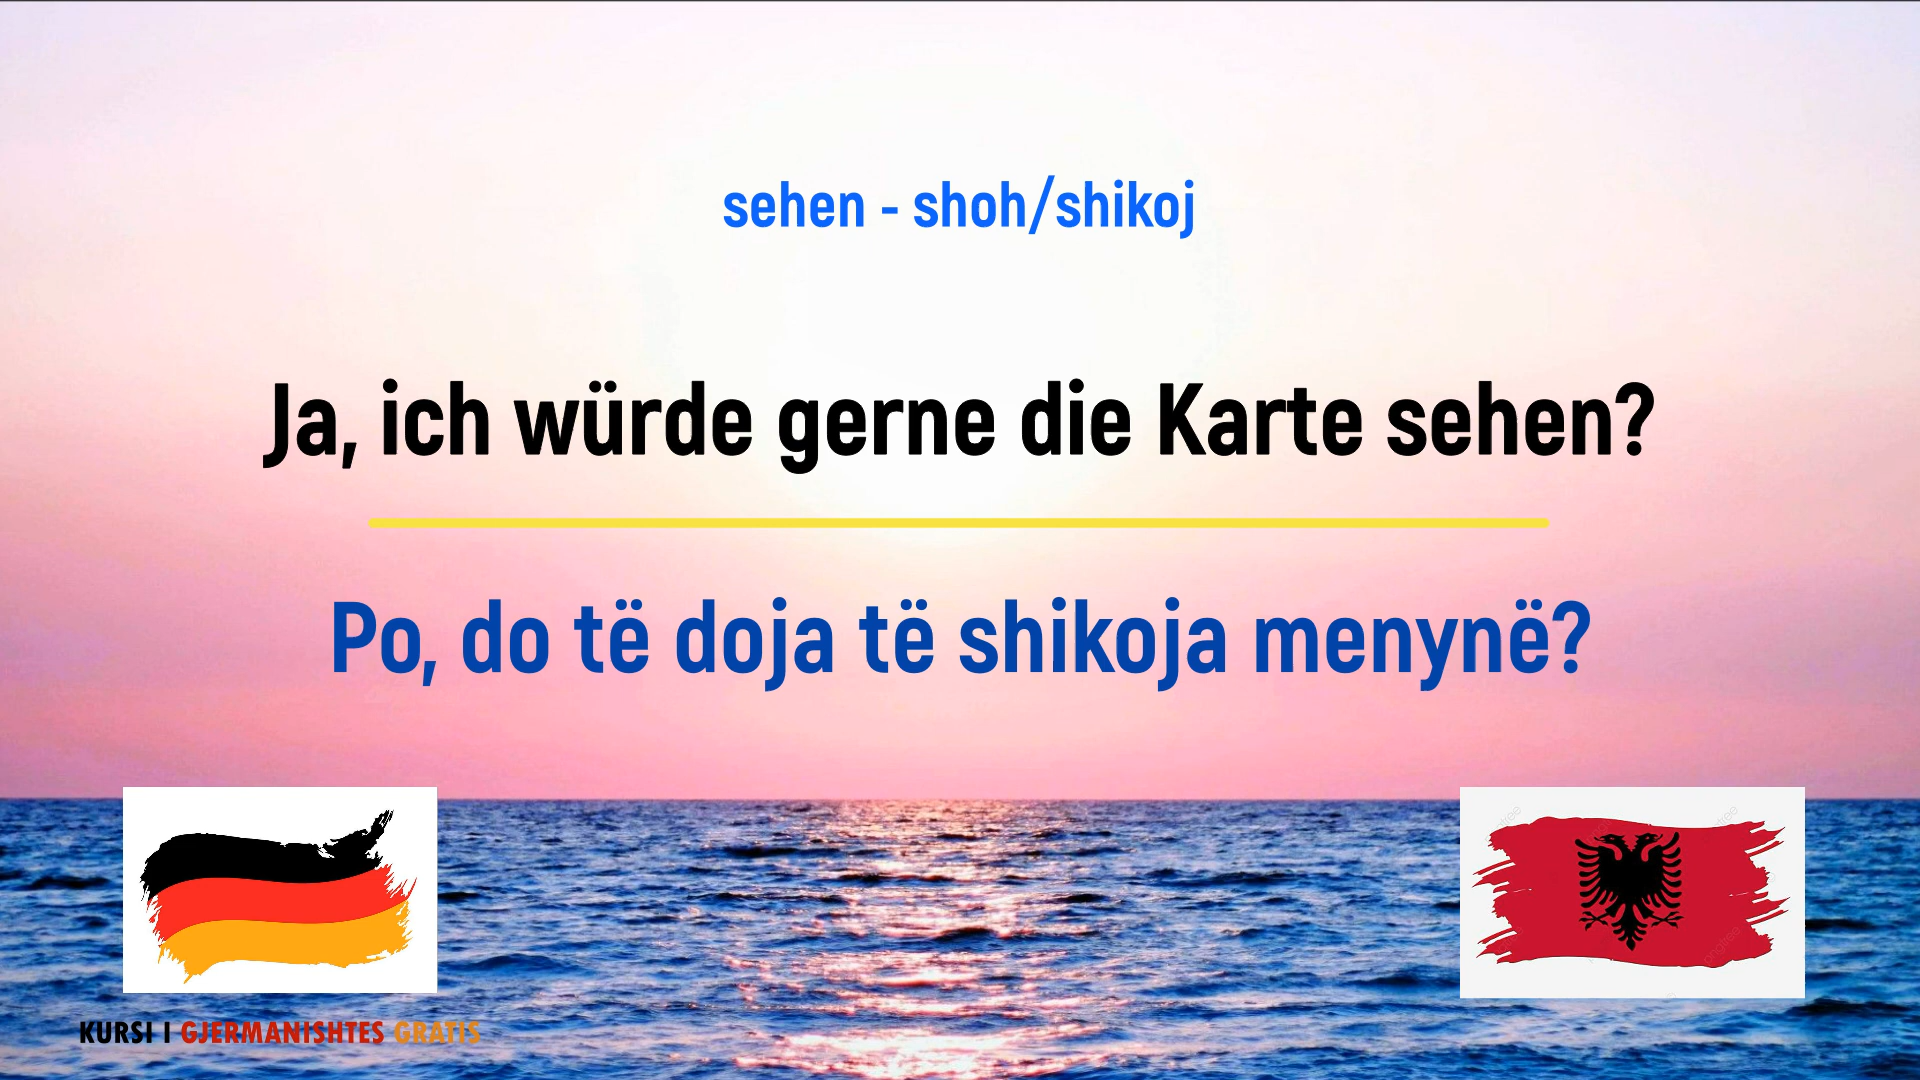 sehen - shoh/shikoj
Ja, ich würde gerne die Karte sehen?
Po, do të doja të shikoja menynë?
KURSI I GJERMANISHTES GRATIS